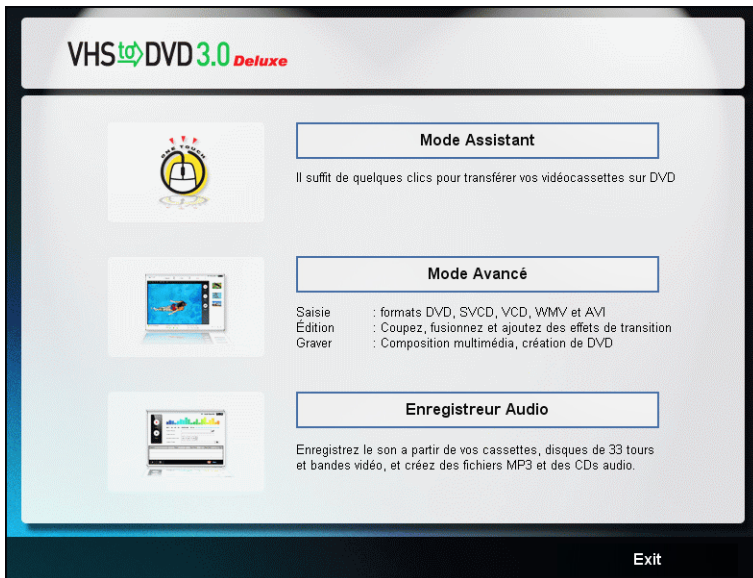 VHS to DVD 3.0 Deluxe
ONE TOUCH
Mode Assistant
Il suffit de quelques clics pour transférer vos vidéocassettes sur DVD
Mode Avancé
Saisie : formats DVD, SVCD, VCD, WMV et AVI
Édition : Coupez, fusionnez et ajoutez des effets de transition
Graver : Composition multimédia, création de DVD
Enregistreur Audio
Enregistrez le son a partir de vos cassettes, disques de 33 tours
et bandes vidéo, et créez des fichiers MP3 et des CDs audio.
Exit